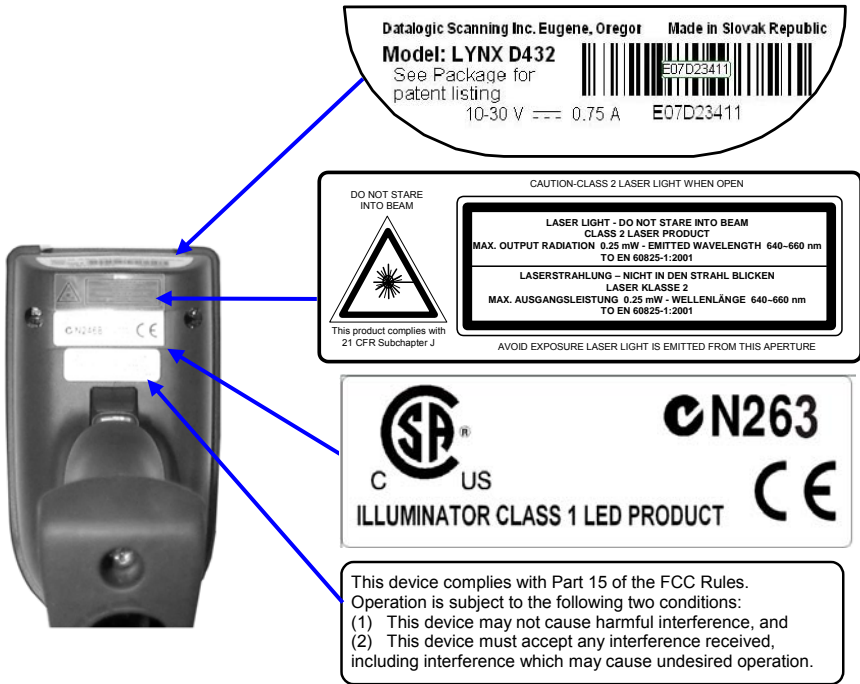 Datalogic Scanning Inc. Eugene, Oregor Made in Slovak Republic
Model: LYNX D432
See Package for
patent listing
E07D23411
10-30 V 0.75 A E07D23411
DO NOT STARE
INTO BEAM
This product complies with
21 CFR Subchapter J
CAUTION-CLASS 2 LASER LIGHT WHEN OPEN
LASER LIGHT - DO NOT STARE INTO BEAM
CLASS 2 LASER PRODUCT
MAX. OUTPUT RADIATION 0.25 mW - EMITTED WAVELENGTH 640~660 nm
TO EN 60825-1:2001
LASERSTRAHLUNG – NICHT IN DEN STRAHL BLICKEN
LASER KLASSE 2
MAX. AUSGANGSLEISTUNG 0.25 mW - WELLENLÄNGE 640~660 nm
TO EN 60825-1:2001
AVOID EXPOSURE LASER LIGHT IS EMITTED FROM THIS APERTURE
CE
SA ®
C US
N263
CE
ILLUMINATOR CLASS 1 LED PRODUCT
This device complies with Part 15 of the FCC Rules.
Operation is subject to the following two conditions:
(1) This device may not cause harmful interference, and
(2) This device must accept any interference received,
including interference which may cause undesired operation.